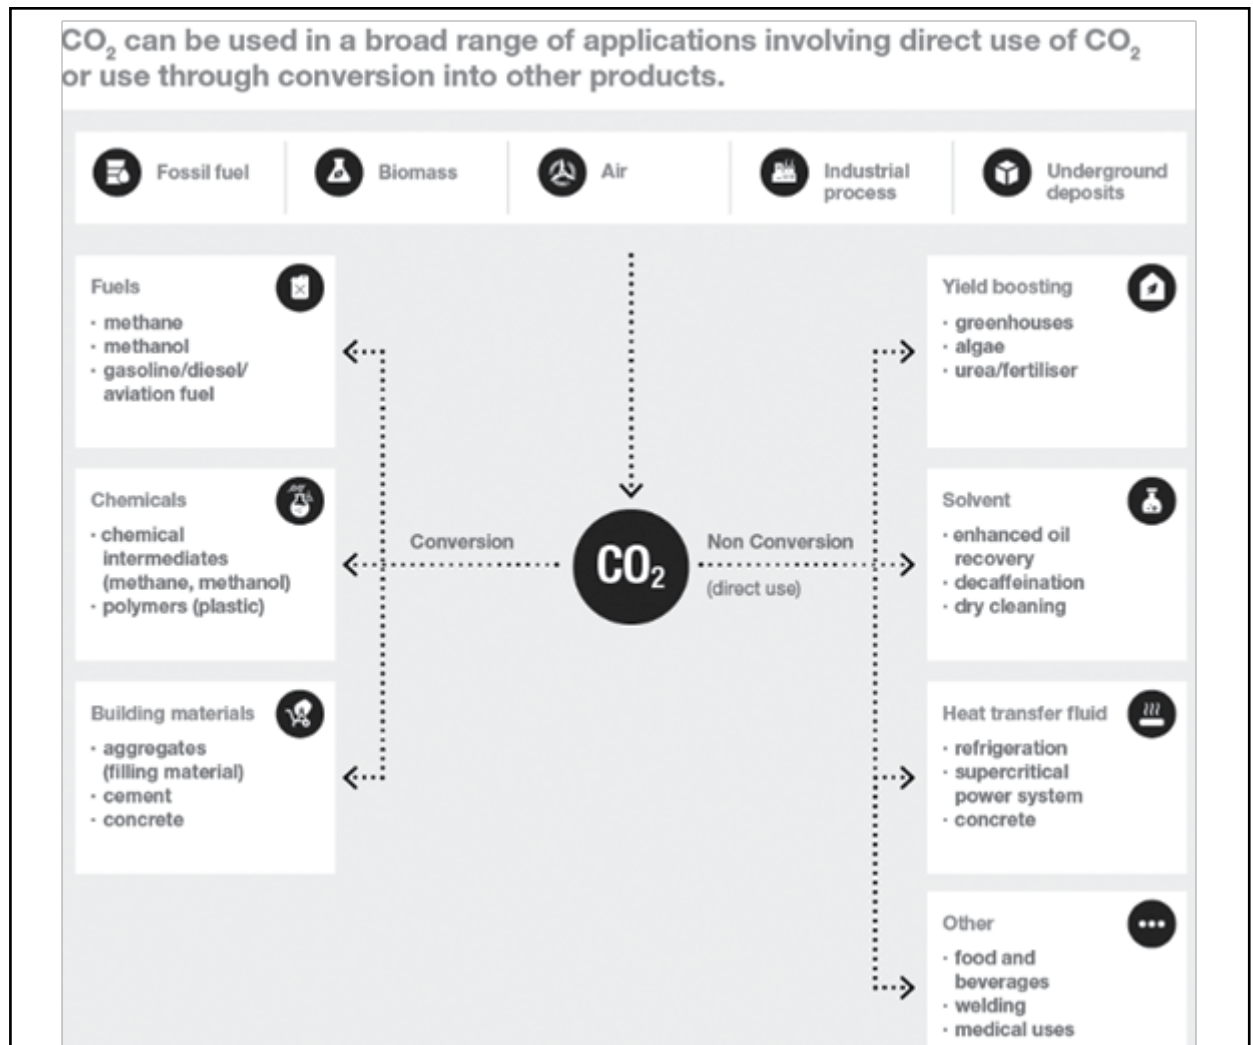 CO₂ can be used in a broad range of applications involving direct use of CO₂
or use through conversion into other products.
Fossil fuel
Biomass
Air
Industrial
process
Underground
deposits
Fuels
· methane
· methanol
· gasoline/diesel/
aviation fuel
Chemicals
· chemical
intermediates
(methane, methanol)
· polymers (plastic)
Building materials
· aggregates
(filling material)
· cement
· concrete
Conversion
CO₂
Non Conversion
(direct use)
Yield boosting
· greenhouses
· algae
· urea/fertiliser
Solvent
· enhanced oil
recovery
· decaffeination
· dry cleaning
Heat transfer fluid
· refrigeration
· supercritical
power system
· concrete
Other
· food and
beverages
· welding
· medical uses